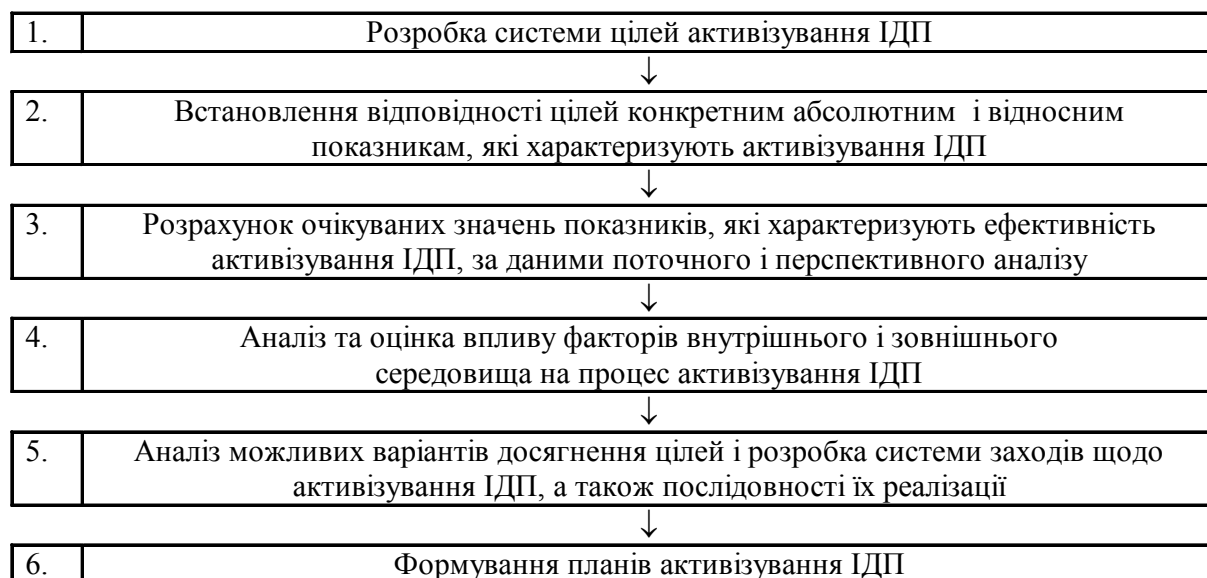 1. Розробка системи цілей активізування ІДП
↓
2. Встановлення відповідності цілей конкретним абсолютним і відносним
показникам, які характеризують активізування ІДП
↓
3. Розрахунок очікуваних значень показників, які характеризують ефективність
активізування ІДП, за даними поточного і перспективного аналізу
↓
4. Аналіз та оцінка впливу факторів внутрішнього і зовнішнього
середовища на процес активізування ІДП
↓
5. Аналіз можливих варіантів досягнення цілей і розробка системи заходів щодо
активізування ІДП, а також послідовності їх реалізації
↓
6. Формування планів активізування ІДП